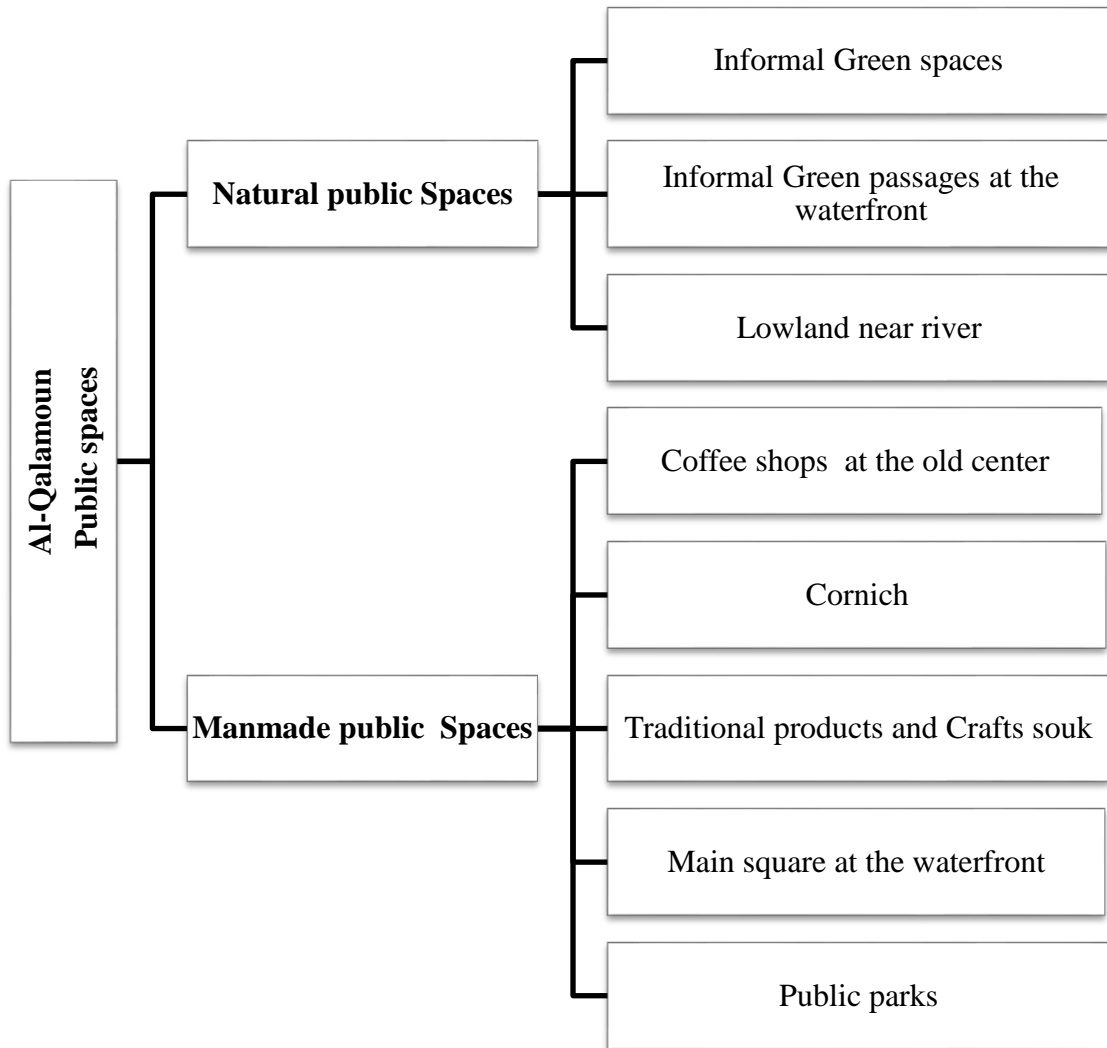 Al-Qalamoun
Public spaces
Natural public Spaces
Informal Green spaces
Informal Green passages at the
waterfront
Lowland near river
Manmade public  Spaces
Coffee shops  at the old center
Cornich
Traditional products and Crafts souk
Main square at the waterfront
Public parks